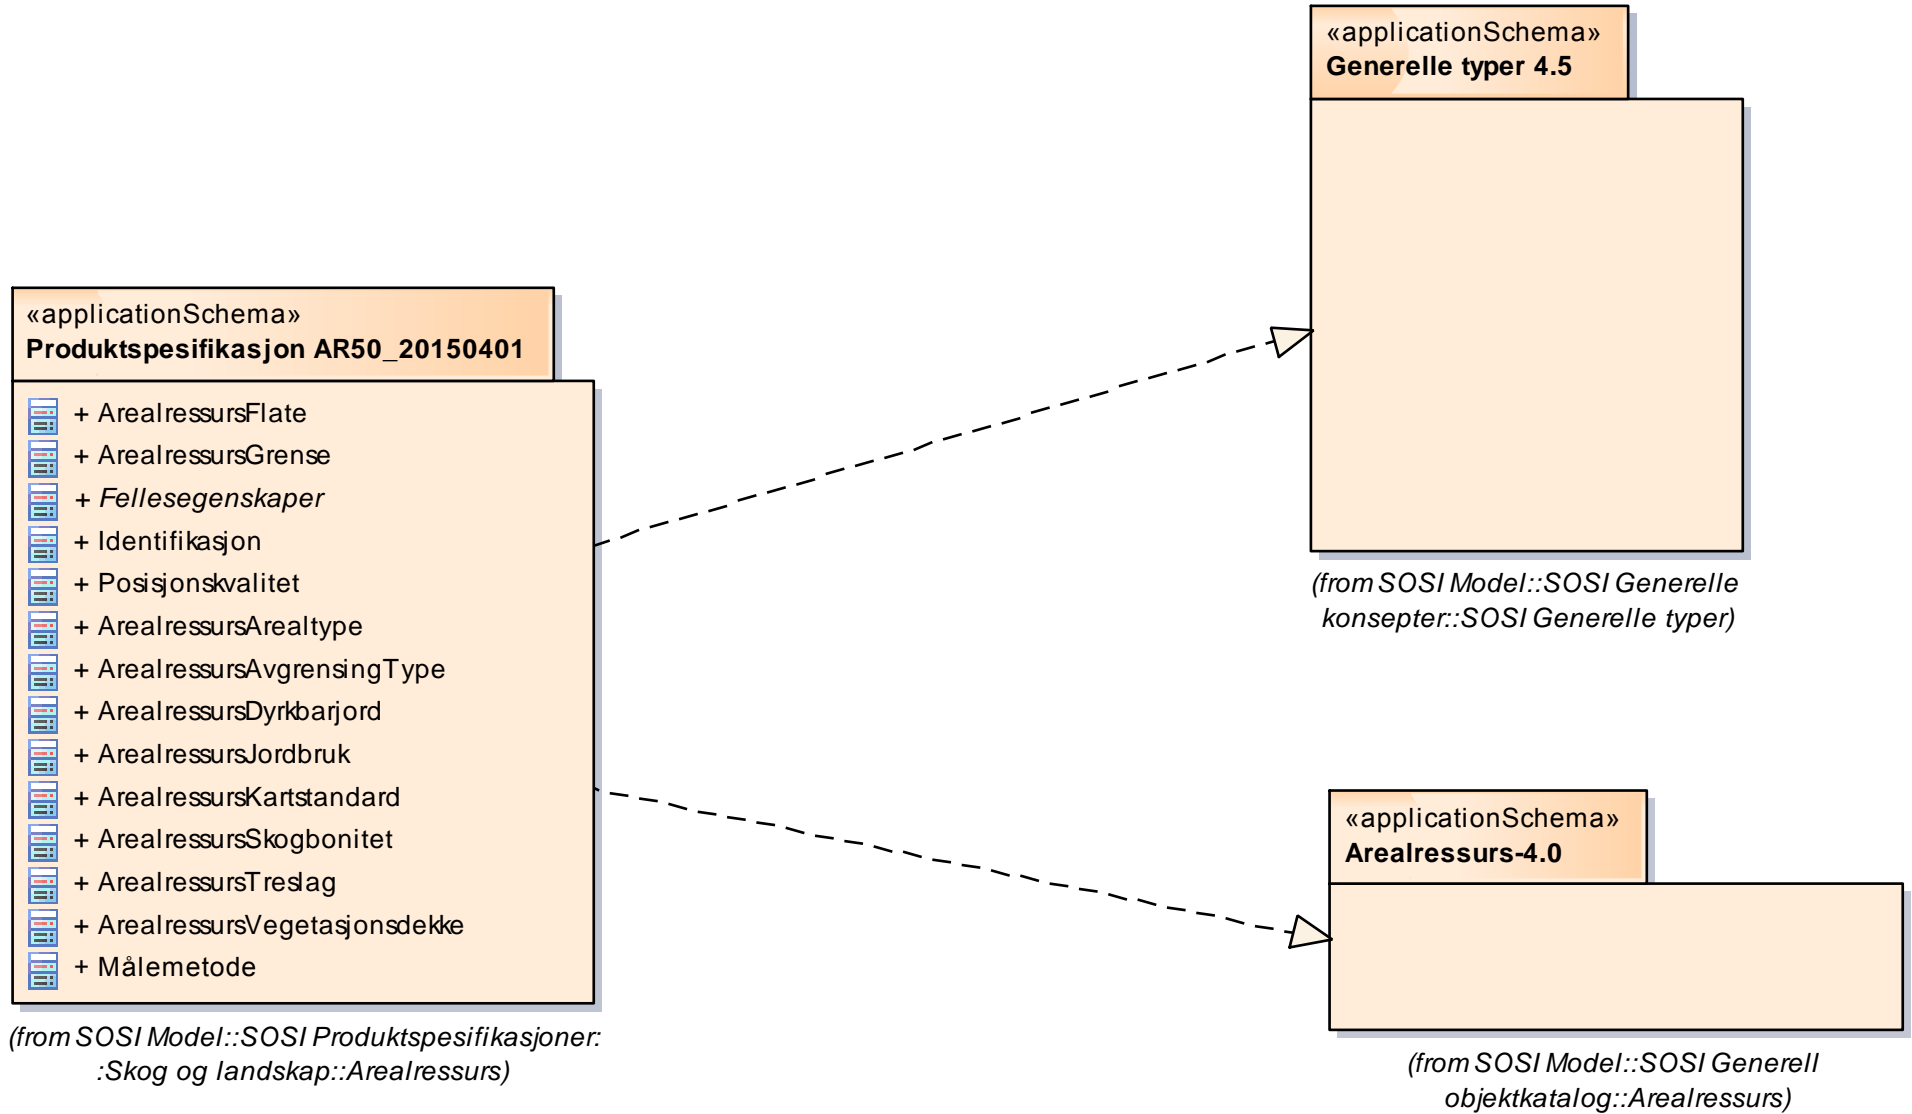 «applicationSchema»
Generelle typer 4.5
(from SOSI Model::SOSI Generelle
konsepter::SOSI Generelle typer)
«applicationSchema»
Produktspesifikasjon AR50_20150401
+ ArealressursFlate
+ ArealressursGrense
+ Fellesegenskaper
+ Identifikasjon
+ Posisjonskvalitet
+ ArealressursArealtype
+ ArealressursAvgrensingType
+ ArealressursDyrkbarjord
+ ArealressursJordbruk
+ ArealressursKartstandard
+ ArealressursSkogbonitet
+ ArealressursTreslag
+ ArealressursVegetasjonsdekke
+ Målemetode
(from SOSI Model::SOSI Produktspesifikasjoner:
:Skog og landskap::Arealressurs)
«applicationSchema»
Arealressurs-4.0
(from SOSI Model::SOSI Generell
objektkatalog::Arealressurs)